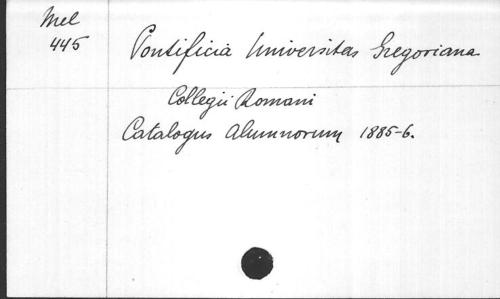 Mel
445
Pontificia Universitas Gregoriana
Collegii Romani
Catalogus Alumnorum 1885-6.